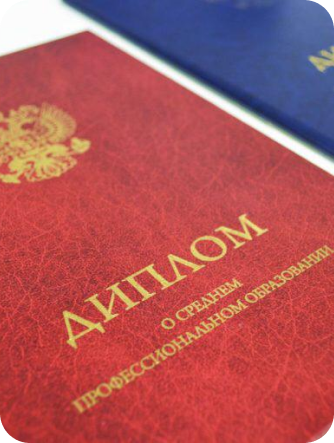 ДИПЛОМ
О СРЕДНЕМ
ПРОФЕССИОНАЛЬНОМ ОБРАЗОВАНИИ